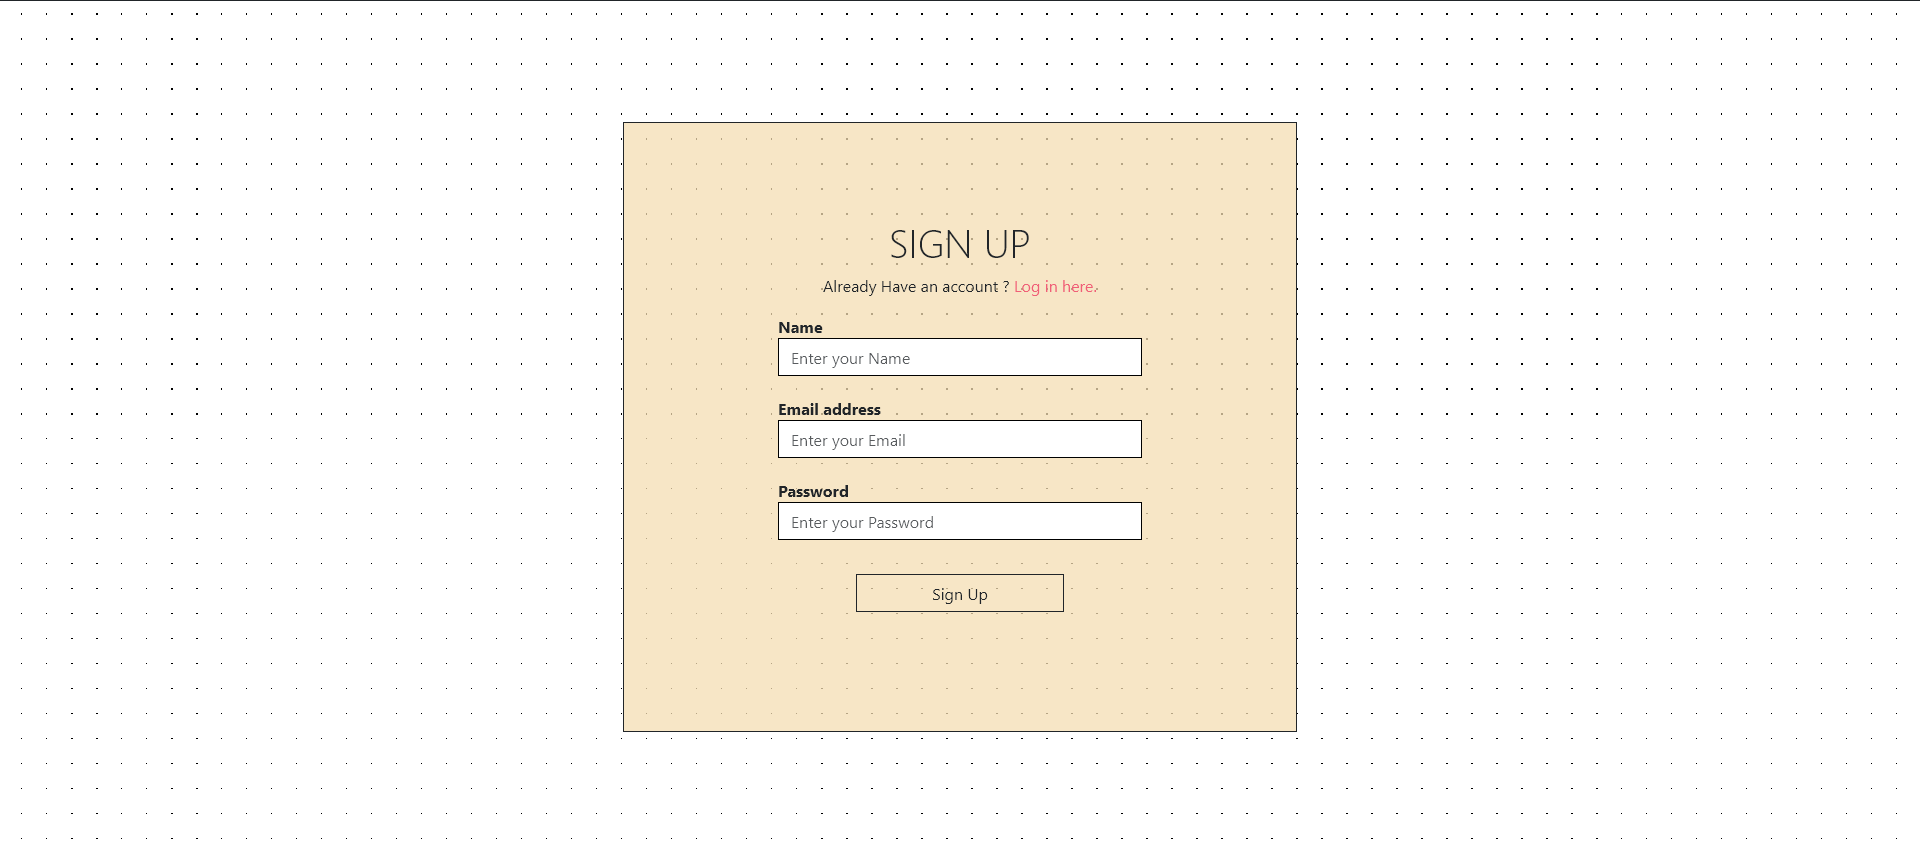 SIGN UP
Already Have an account ? Log in here.
Name
Enter your Name
Email address
Enter your Email
Password
Enter your Password
Sign Up